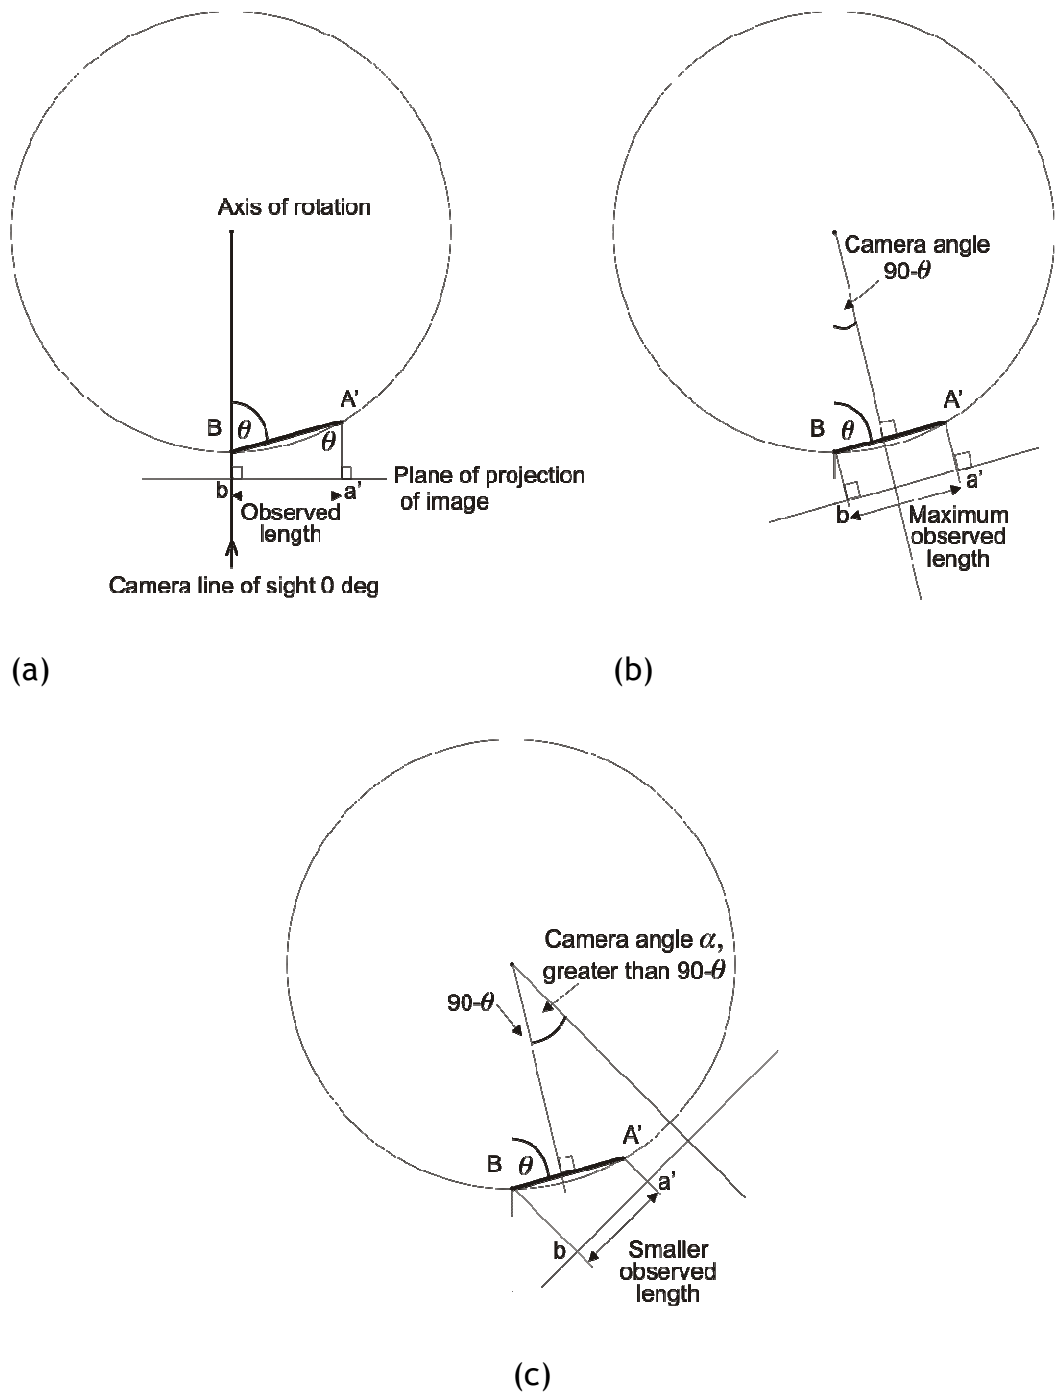 Axis of rotation
B
θ
A'
θ
b
a'
Plane of projection
of image
Observed
length
Camera line of sight 0 deg
(a)
Camera angle
90-θ
B
θ
A'
b
a'
Maximum
observed
length
(b)
Camera angle α,
greater than 90-θ
90-θ
B
θ
A'
a'
b
Smaller
observed
length
(c)